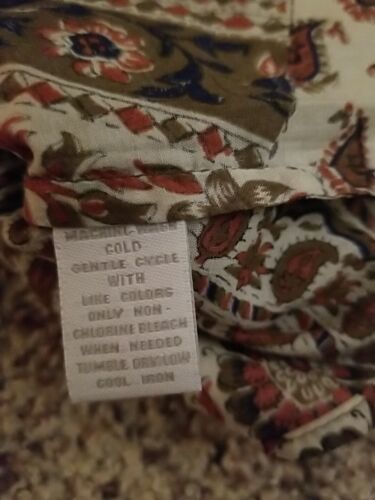 MACHINE WASH
COLD
GENTLE CYCLE
WITH
LIKE COLORS
ONLY NON-
CHLORINE BLEACH
WHEN NEEDED
TUMBLE DRY LOW
COOL IRON